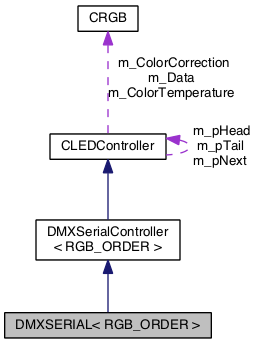 CRGB
m_ColorCorrection
m_Data
m_ColorTemperature
CLEDController
m_pHead
m_pTail
m_pNext
DMXSerialController
< RGB_ORDER >
DMXSERIAL< RGB_ORDER >